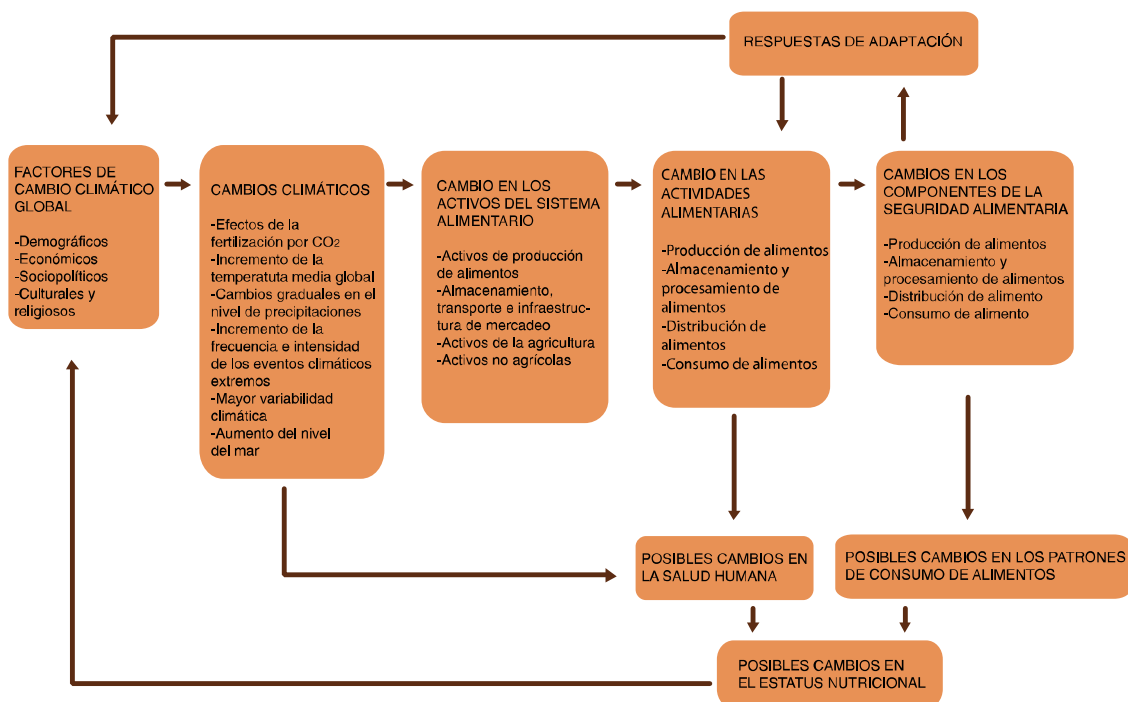 RESPUESTAS DE ADAPTACIÓN
FACTORES DE
CAMBIO CLIMÁTICO
GLOBAL
-Demográficos
-Económicos
-Sociopolíticos
-Culturales y
religiosos
CAMBIOS CLIMÁTICOS
-Efectos de la
fertilización por CO2
-Incremento de la
temperatuta media global
-Cambios graduales en el
nivel de precipitaciones
-Incremento de la
frecuencia e intensidad
de los eventos climáticos
extremos
-Mayor variabilidad
climática
-Aumento del nivel
del mar
CAMBIO EN LOS
ACTIVOS DEL SISTEMA
ALIMENTARIO
-Activos de producción
de alimentos
-Almacenamiento,
transporte e infraestruc-
tura de mercadeo
-Activos de la agricultura
-Activos no agrícolas
CAMBIO EN LAS
ACTIVIDADES
ALIMENTARIAS
-Producción de alimentos
-Almacenamiento y
procesamiento de
alimentos
-Distribución de
alimentos
-Consumo de alimentos
CAMBIOS EN LOS
COMPONENTES DE LA
SEGURIDAD ALIMENTARIA
-Producción de alimentos
-Almacenamiento y
procesamiento de alimentos
-Distribución de alimento
-Consumo de alimento
POSIBLES CAMBIOS EN
LA SALUD HUMANA
POSIBLES CAMBIOS EN LOS PATRONES
DE CONSUMO DE ALIMENTOS
POSIBLES CAMBIOS EN
EL ESTATUS NUTRICIONAL